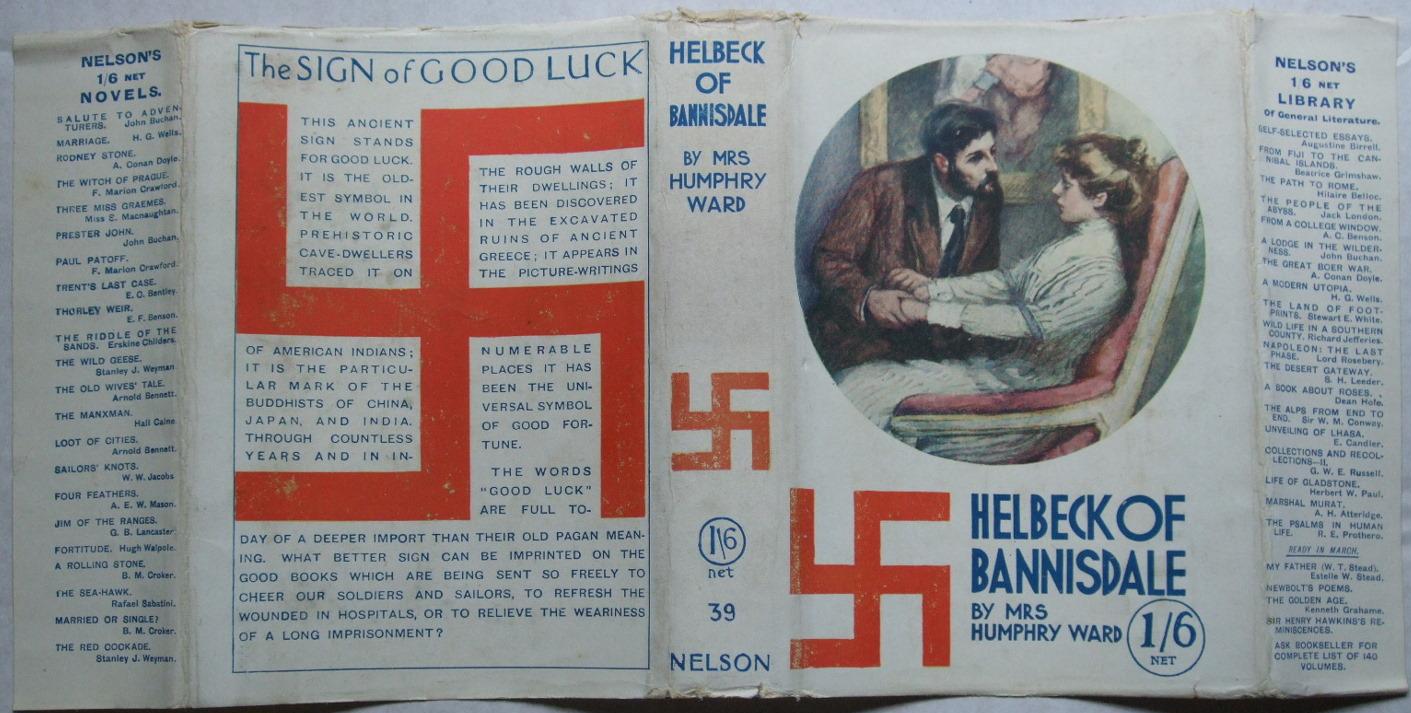 NELSON'S
1/6 NET
NOVELS.
SALUTE TO ADVEN-
TURERS. John Buchan.
MARRIAGE.
H. G. Wells.
RODNEY STONE.
A. Conan Doyle.
THE WITCH OF PRAGUE.
F. Marion Crawford.
THREE MISS GRAEMES.
Miss S. Macnaughtan.
PRESTER JOHN.
John Buchan.
PAUL PATOFF.
F. Marion Crawford.
TRENT'S LAST CASE.
E. C. Bentley.
THORLEY WEIR.
E. F. Benson.
THE RIDDLE OF THE
SANDS. Erskine Childers.
THE WILD GEESE.
Stanley J. Weyman.
THE OLD WIVES' TALE.
Arnold Bennett.
THE MANXMAN.
Hall Caine.
LOOT OF CITIES.
Arnold Bennett.
SAILORS' KNOTS.
W. W. Jacobs
FOUR FEATHERS.
A. E. W. Mason.
JIM OF THE RANGES.
G. B. Lancaster.
FORTITUDE. Hugh Walpole.
A ROLLING STONE.
B. M. Croker.
THE SEA-HAWK.
Rafael Sabatini.
MARRIED OR SINGLE?
B. M. Croker.
THE RED COCKADE.
Stanley J. Weyman.
The SIGN of GOOD LUCK
THIS ANCIENT
SIGN STANDS
FOR GOOD LUCK.
IT IS THE OLD-
EST SYMBOL IN
THE WORLD.
PREHISTORIC
CAVE-DWELLERS
TRACED IT ON
THE ROUGH WALLS OF
THEIR DWELLINGS; IT
HAS BEEN DISCOVERED
IN THE EXCAVATED
RUINS OF ANCIENT
GREECE; IT APPEARS IN
THE PICTURE-WRITINGS
OF AMERICAN INDIANS;
IT IS THE PARTICU-
LAR MARK OF THE
BUDDHISTS OF CHINA,
JAPAN, AND INDIA.
THROUGH COUNTLESS
YEARS AND IN IN-
NUMERABLE
PLACES IT HAS
BEEN THE UNI-
VERSAL SYMBOL
OF GOOD FOR-
TUNE.
THE WORDS
"GOOD LUCK"
ARE FULL TO-
DAY OF A DEEPER IMPORT THAN THEIR OLD PAGAN MEAN-
ING. WHAT BETTER SIGN CAN BE IMPRINTED ON THE
GOOD BOOKS WHICH ARE BEING SENT SO FREELY TO
CHEER OUR SOLDIERS AND SAILORS, TO REFRESH THE
WOUNDED IN HOSPITALS, OR TO RELIEVE THE WEARINESS
OF A LONG IMPRISONMENT?
HELBECK
OF
BANNISDALE
BY MRS
HUMPHRY
WARD
1/6
net
39
NELSON
HELBECK OF
BANNISDALE
BY MRS
HUMPHRY WARD
1/6
NET
NELSON'S
1 6 NET
LIBRARY
Of General Literature.
SELF-SELECTED ESSAYS.
Augustine Birrell.
FROM FIJI TO THE CAN-
NIBAL ISLANDS.
Beatrice Grimshaw.
THE PATH TO ROME.
Hilaire Belloc.
THE PEOPLE OF THE
ABYSS. Jack London.
FROM A COLLEGE WINDOW.
A. C. Benson.
A LODGE IN THE WILDER-
NESS. John Buchan.
THE GREAT BOER WAR.
A. Conan Doyle.
A MODERN UTOPIA.
H. G. Wells.
THE LAND OF FOOT-
PRINTS. Stewart E. White.
WILD LIFE IN A SOUTHERN
COUNTY. Richard Jefferies.
NAPOLEON: THE LAST
PHASE. Lord Rosebery.
THE DESERT GATEWAY.
S. H. Leeder.
A BOOK ABOUT ROSES.
Dean Hole.
THE ALPS FROM END TO
END. Sir W. M. Conway.
UNVEILING OF LHASA.
E. Candler.
COLLECTIONS AND RECOL-
LECTIONS—II.
G. W. E. Russell.
LIFE OF GLADSTONE.
Herbert W. Paul.
MARSHAL MURAT.
A. H. Atteridge.
THE PSALMS IN HUMAN
LIFE. R. E. Prothero.
READY IN MARCH.
MY FATHER (W. T. Stead).
Estelle W. Stead.
NEWBOLT'S POEMS.
THE GOLDEN AGE.
Kenneth Grahame.
SIR HENRY HAWKINS'S RE-
MINISCENCES.
ASK BOOKSELLER FOR
COMPLETE LIST OF 140
VOLUMES.